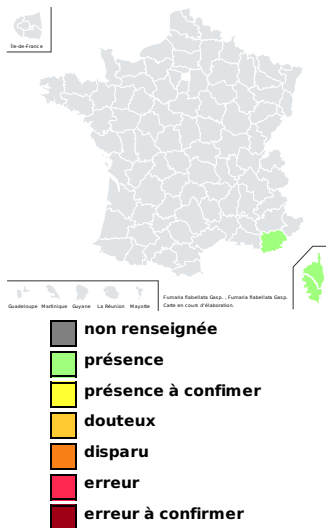 Île-de-France
Fumaria flabellata Gasp. , Fumaria flabellata Gasp.
Carte en cours d'élaboration.
Guadeloupe Martinique Guyane La Réunion Mayotte
non renseignée
présence
présence à confimer
douteux
disparu
erreur
erreur à confirmer